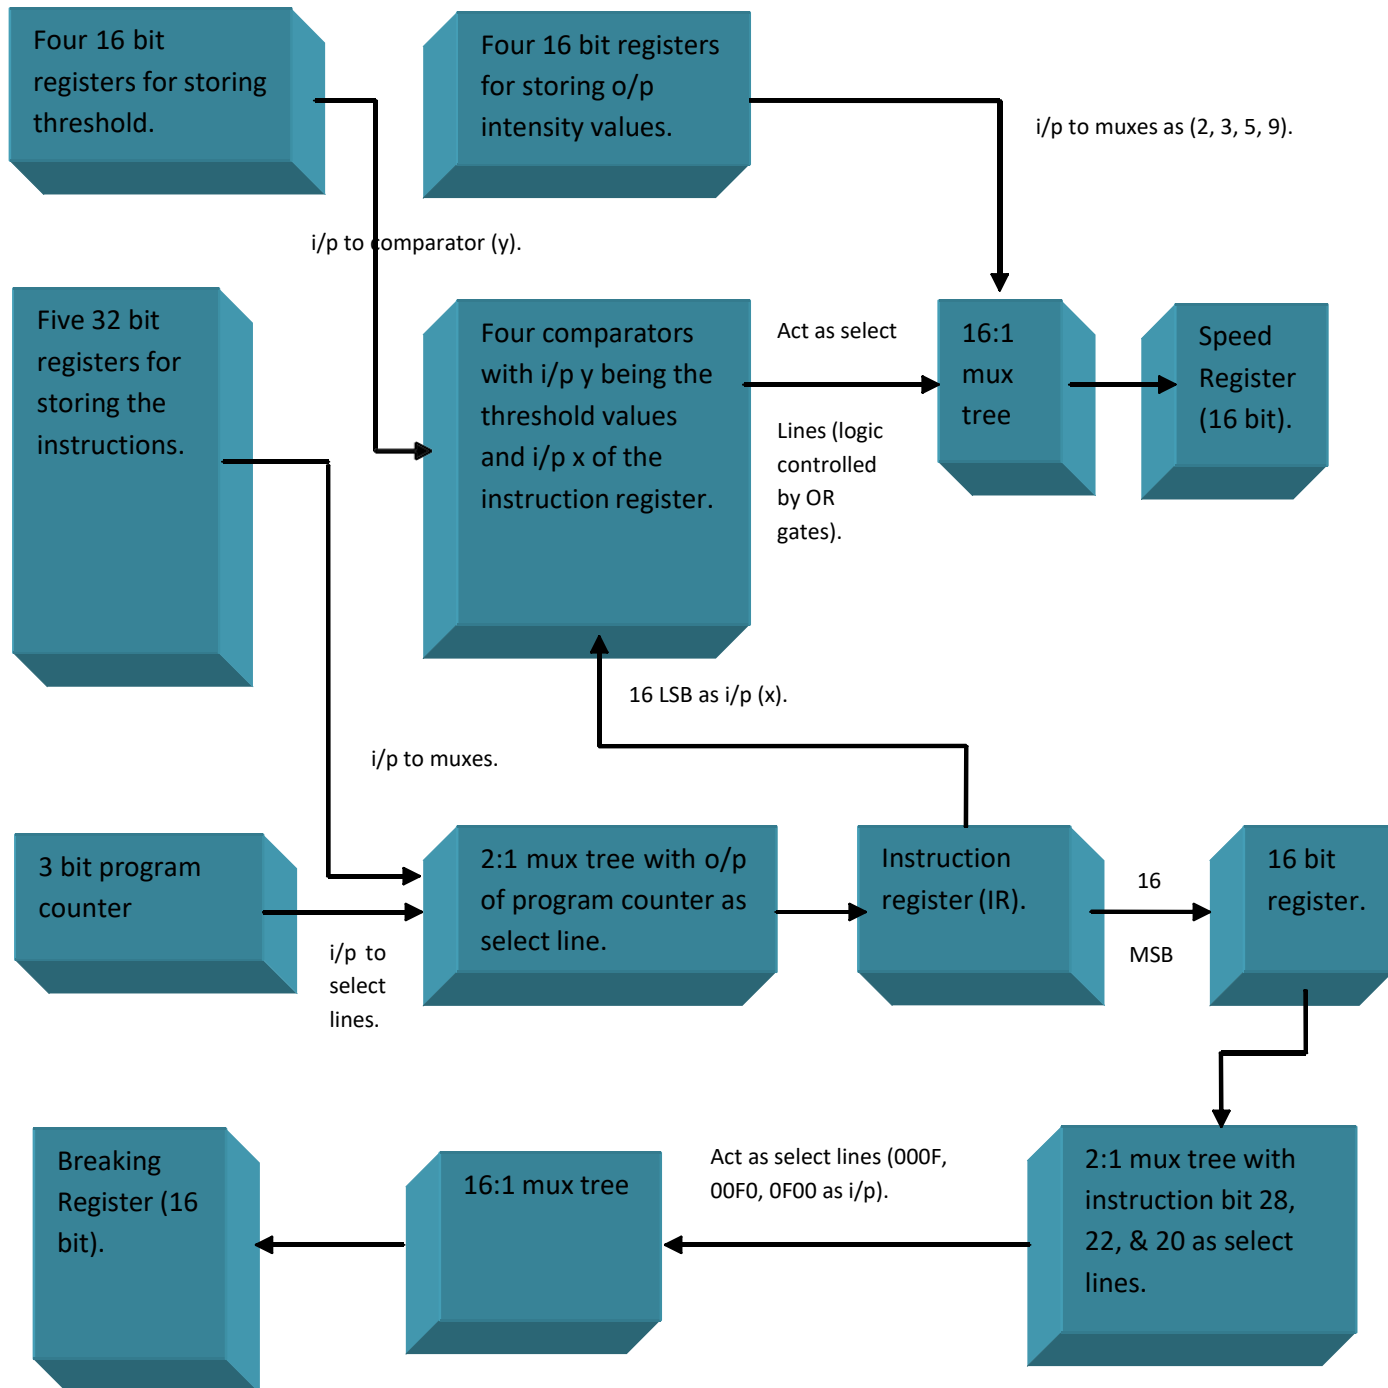 Four 16 bit
registers for storing
threshold.
Four 16 bit registers
for storing o/p
intensity values.
i/p to muxes as (2, 3, 5, 9).
i/p to comparator (y).
Five 32 bit
registers for
storing the
instructions.
Four comparators
with i/p y being the
threshold values
and i/p x of the
instruction register.
Act as select
Lines (logic
controlled
by OR
gates).
16:1
mux
tree
Speed
Register
(16 bit).
16 LSB as i/p (x).
i/p to muxes.
3 bit program
counter
i/p to
select
lines.
2:1 mux tree with o/p
of program counter as
select line.
Instruction
register (IR).
16
MSB
16 bit
register.
Breaking
Register (16
bit).
16:1 mux tree
Act as select lines (000F,
00F0, 0F00 as i/p).
2:1 mux tree with
instruction bit 28,
22, & 20 as select
lines.